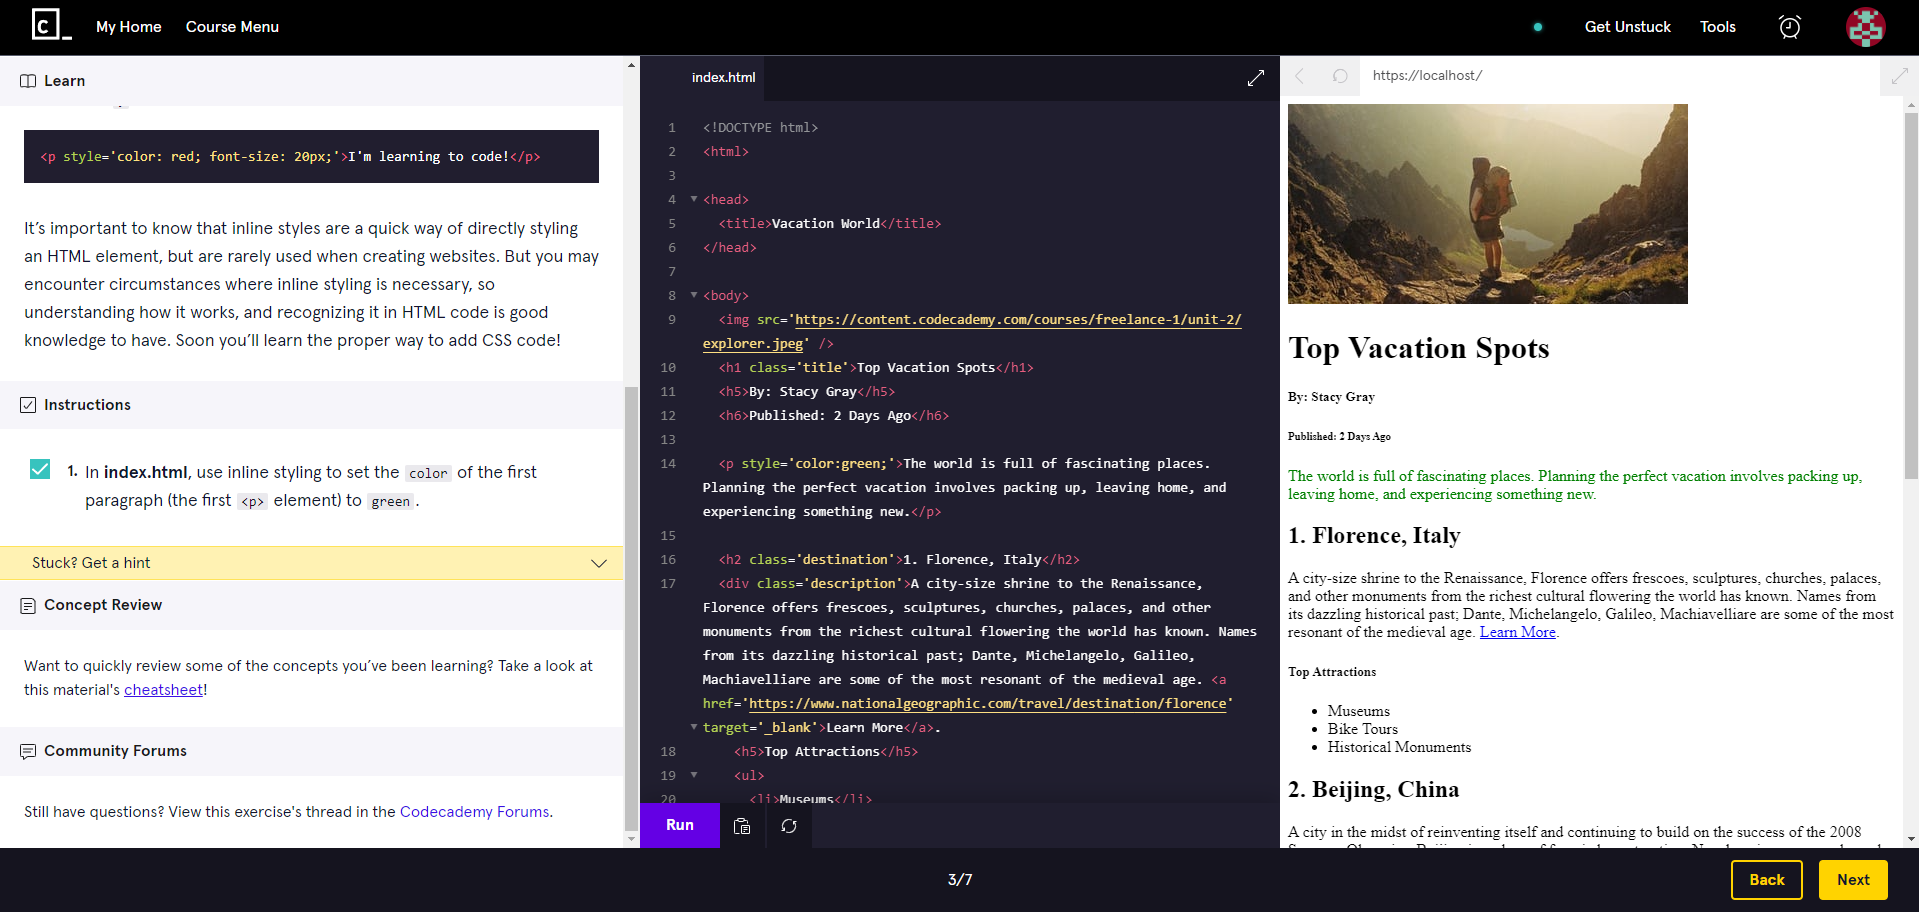 C_
My Home
Course Menu
Get Unstuck
Tools
Learn
<p style='color: red; font-size: 20px;'>I'm learning to code!</p>
It’s important to know that inline styles are a quick way of directly styling
an HTML element, but are rarely used when creating websites. But you may
encounter circumstances where inline styling is necessary, so
understanding how it works, and recognizing it in HTML code is good
knowledge to have. Soon you’ll learn the proper way to add CSS code!
Instructions
1. In index.html, use inline styling to set the color of the first
paragraph (the first <p> element) to green.
Stuck? Get a hint
Concept Review
Want to quickly review some of the concepts you’ve been learning? Take a look at
this material's cheatsheet!
Community Forums
Still have questions? View this exercise's thread in the Codecademy Forums.
index.html
1 <!DOCTYPE html>
2 <html>
3
4 <head>
5 <title>Vacation World</title>
6 </head>
7
8 <body>
9 <img src='https://content.codecademy.com/courses/freelance-1/unit-2/
explorer.jpeg' />
10 <h1 class='title'>Top Vacation Spots</h1>
11 <h5>By: Stacy Gray</h5>
12 <h6>Published: 2 Days Ago</h6>
13
14 <p style='color:green;'>The world is full of fascinating places.
Planning the perfect vacation involves packing up, leaving home, and
experiencing something new.</p>
15
16 <h2 class='destination'>1. Florence, Italy</h2>
17 <div class='description'>A city-size shrine to the Renaissance,
Florence offers frescoes, sculptures, churches, palaces, and other
monuments from the richest cultural flowering the world has known. Names
from its dazzling historical past; Dante, Michelangelo, Galileo,
Machiavelliare are some of the most resonant of the medieval age. <a
href='https://www.nationalgeographic.com/travel/destination/florence'
target='_blank'>Learn More</a>.
18 <h5>Top Attractions</h5>
19 <ul>
20 <li>Museums</li>
Run
https://localhost/
Top Vacation Spots
By: Stacy Gray
Published: 2 Days Ago
The world is full of fascinating places. Planning the perfect vacation involves packing up,
leaving home, and experiencing something new.
1. Florence, Italy
A city-size shrine to the Renaissance, Florence offers frescoes, sculptures, churches, palaces,
and other monuments from the richest cultural flowering the world has known. Names from
its dazzling historical past; Dante, Michelangelo, Galileo, Machiavelliare are some of the most
resonant of the medieval age. Learn More.
Top Attractions
Museums
Bike Tours
Historical Monuments
2. Beijing, China
A city in the midst of reinventing itself and continuing to build on the success of the 2008
3/7
Back
Next